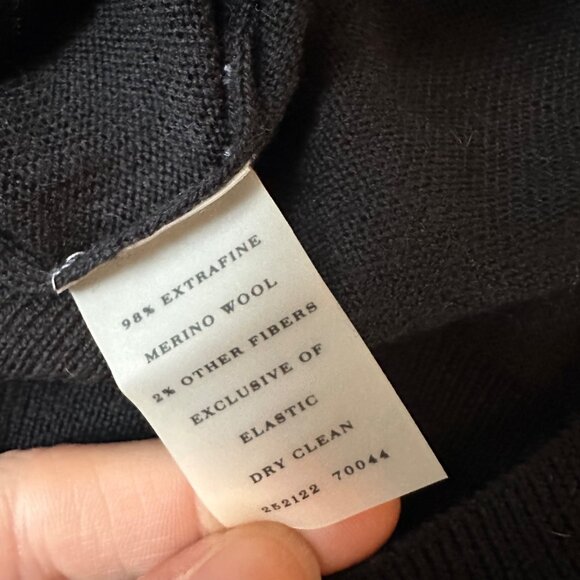 98% EXTRAFINE
MERINO WOOL
2% OTHER FIBERS
EXCLUSIVE OF
ELASTIC
DRY CLEAN
252122 70044